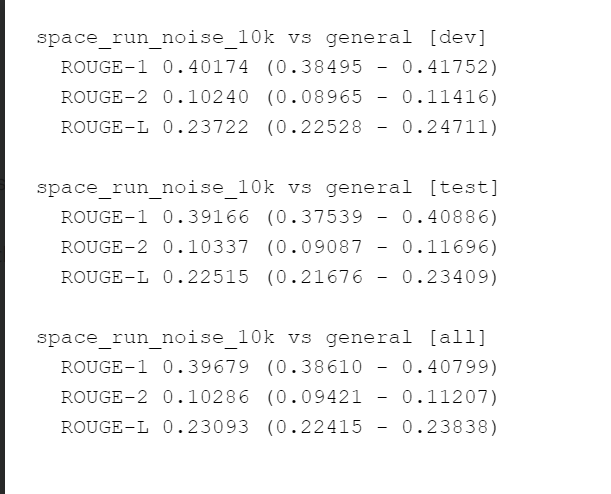 space_run_noise_10k vs general [dev]
ROUGE-1 0.40174 (0.38495 - 0.41752)
ROUGE-2 0.10240 (0.08965 - 0.11416)
ROUGE-L 0.23722 (0.22528 - 0.24711)
space_run_noise_10k vs general [test]
ROUGE-1 0.39166 (0.37539 - 0.40886)
ROUGE-2 0.10337 (0.09087 - 0.11696)
ROUGE-L 0.22515 (0.21676 - 0.23409)
space_run_noise_10k vs general [all]
ROUGE-1 0.39679 (0.38610 - 0.40799)
ROUGE-2 0.10286 (0.09421 - 0.11207)
ROUGE-L 0.23093 (0.22415 - 0.23838)